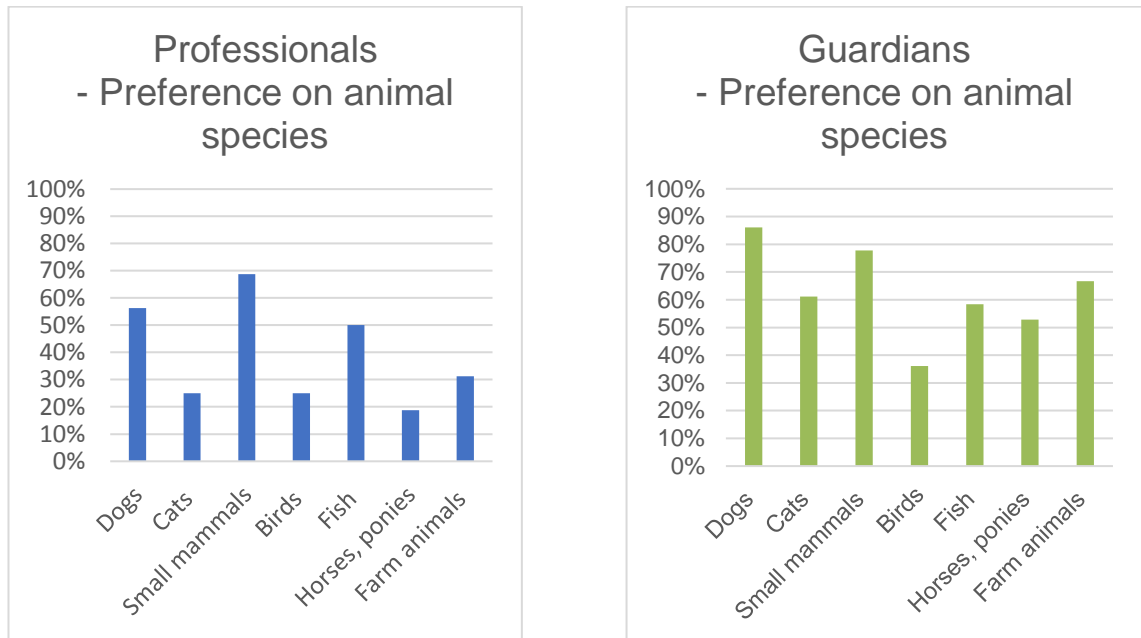 Professionals
- Preference on animal
species
100%
90%
80%
70%
60%
50%
40%
30%
20%
10%
0%
Dogs
Cats
Small mammals
Birds
Fish
Horses, ponies
Farm animals
Guardians
- Preference on animal
species
100%
90%
80%
70%
60%
50%
40%
30%
20%
10%
0%
Dogs
Cats
Small mammals
Birds
Fish
Horses, ponies
Farm animals